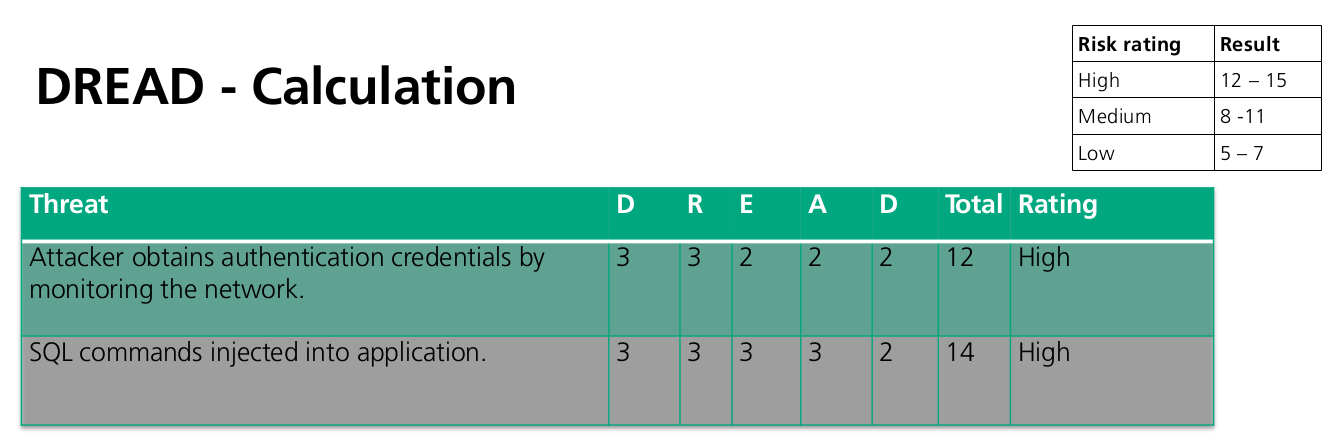 DREAD - Calculation
Risk rating Result
High 12 – 15
Medium 8 -11
Low 5 – 7
Threat D R E A D Total Rating
Attacker obtains authentication credentials by 3 3 2 2 2 12 High
monitoring the network.
SQL commands injected into application. 3 3 3 3 2 14 High